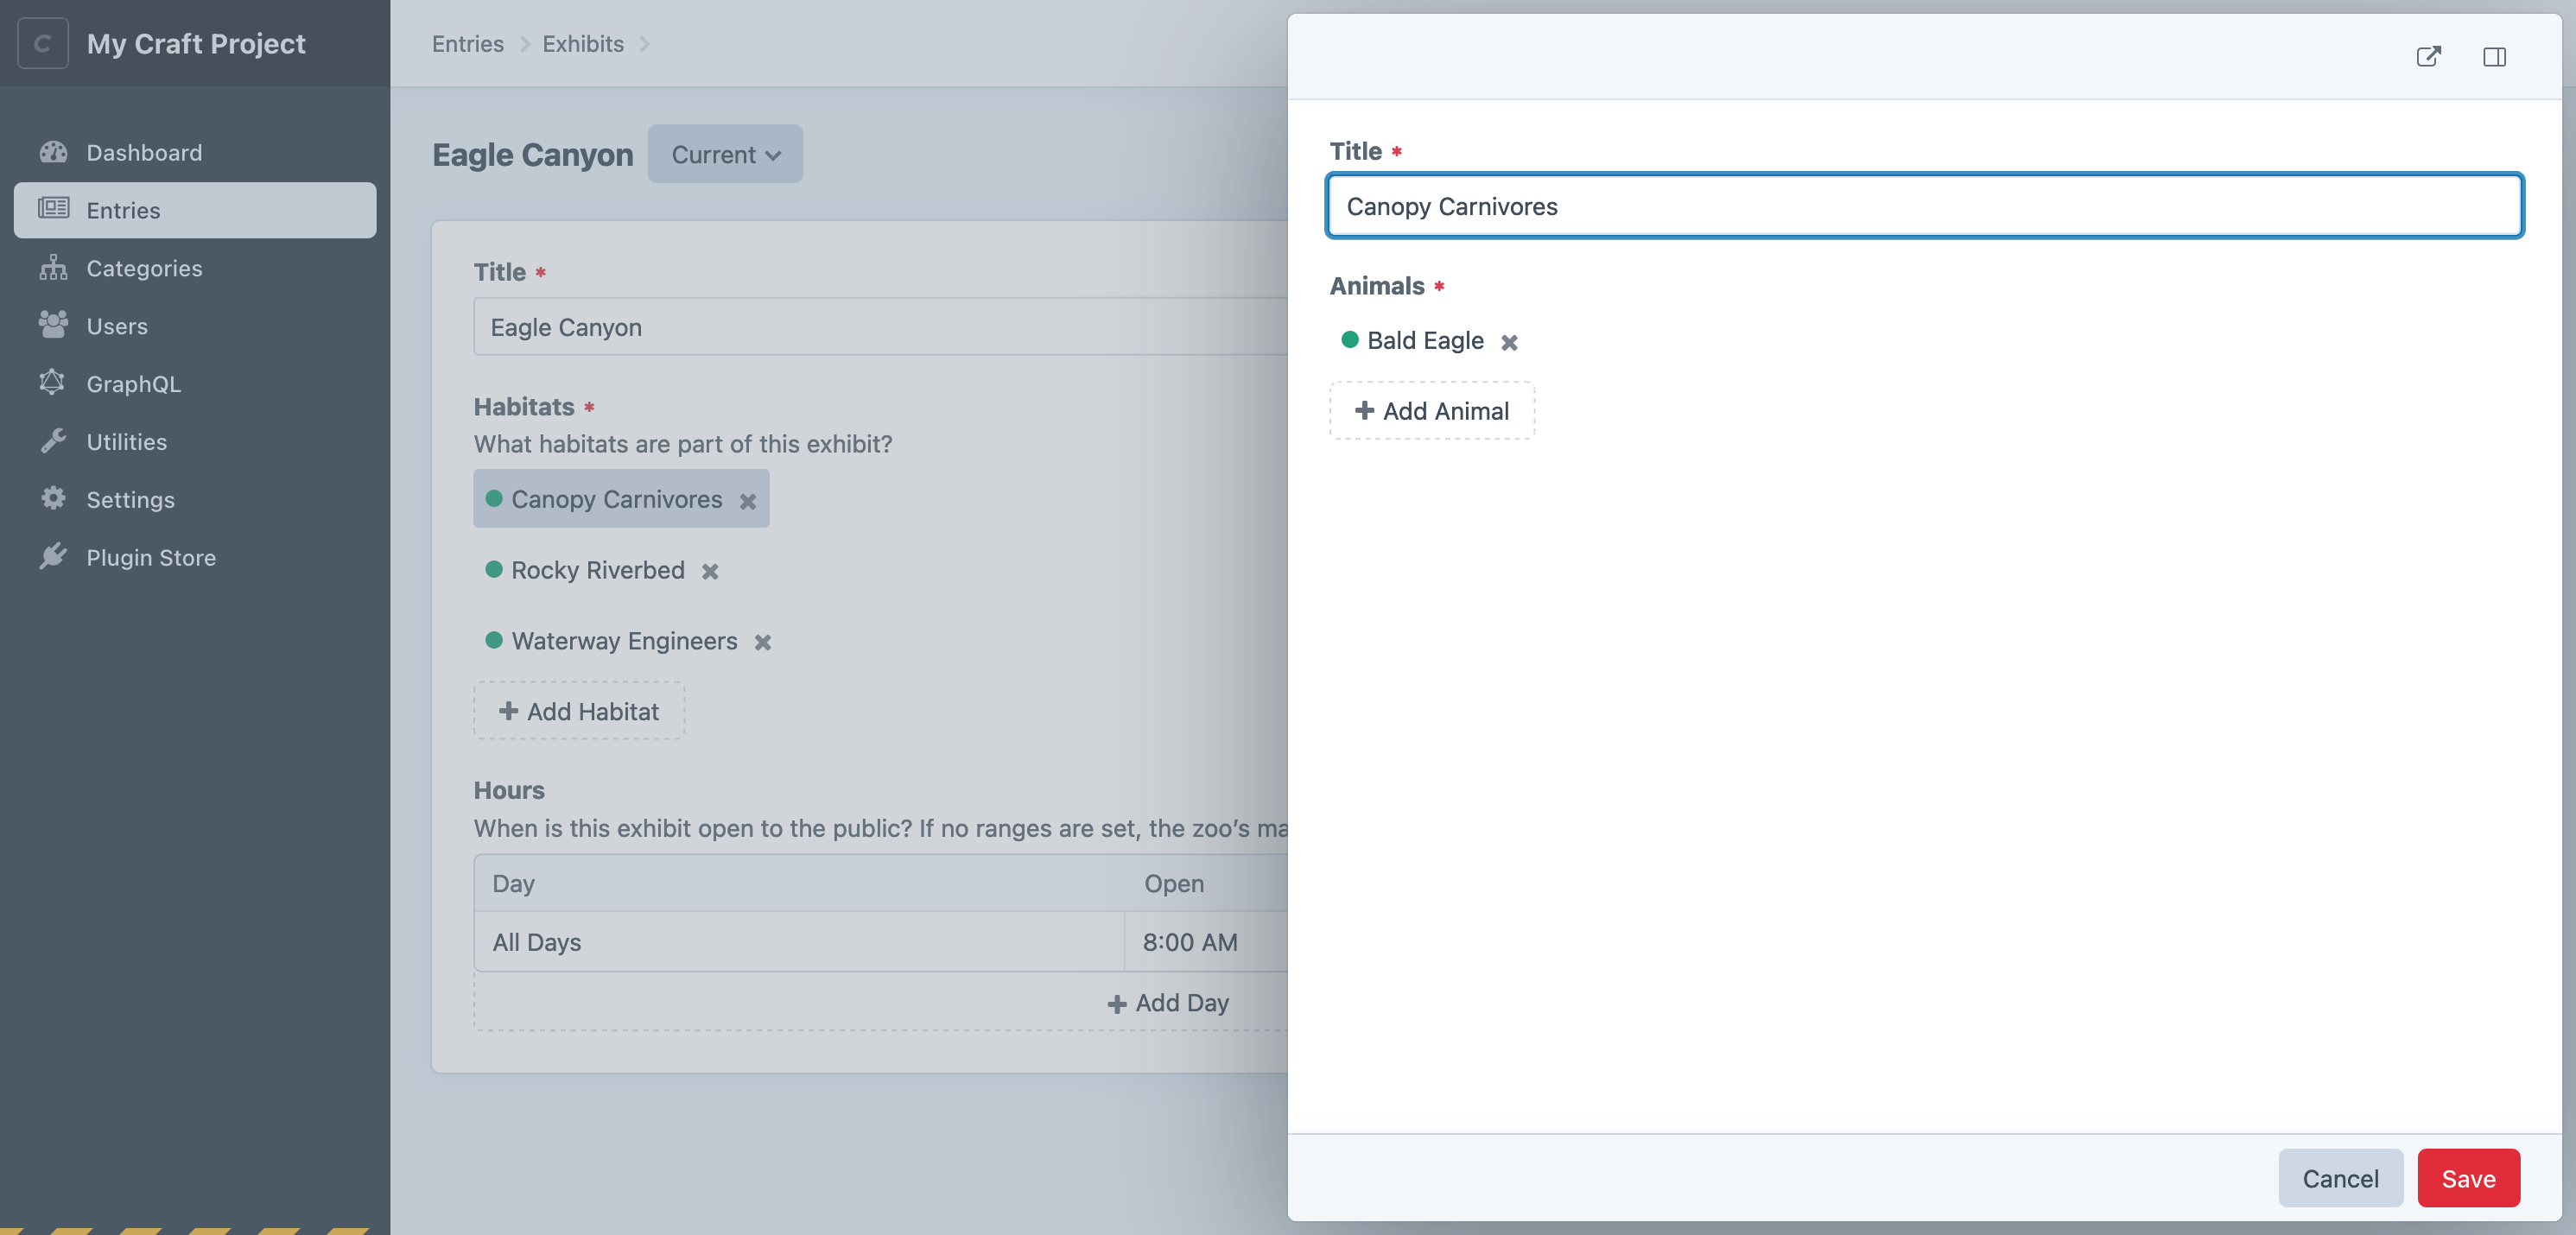 C My Craft Project
Dashboard
Entries
Categories
Users
GraphQL
Utilities
Settings
Plugin Store
Entries Exhibits
Eagle Canyon Current
Title *
Eagle Canyon
Habitats *
What habitats are part of this exhibit?
Canopy Carnivores
Rocky Riverbed
Waterway Engineers
+ Add Habitat
Hours
When is this exhibit open to the public? If no ranges are set, the zoo’s ma
Day Open
All Days 8:00 AM
+ Add Day
Title *
Canopy Carnivores
Animals *
Bald Eagle
+ Add Animal
Cancel Save